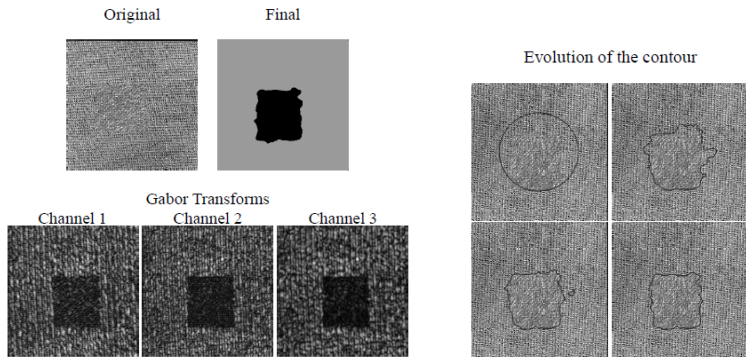 Original
Final
Gabor Transforms
Channel 1
Channel 2
Channel 3
Evolution of the contour